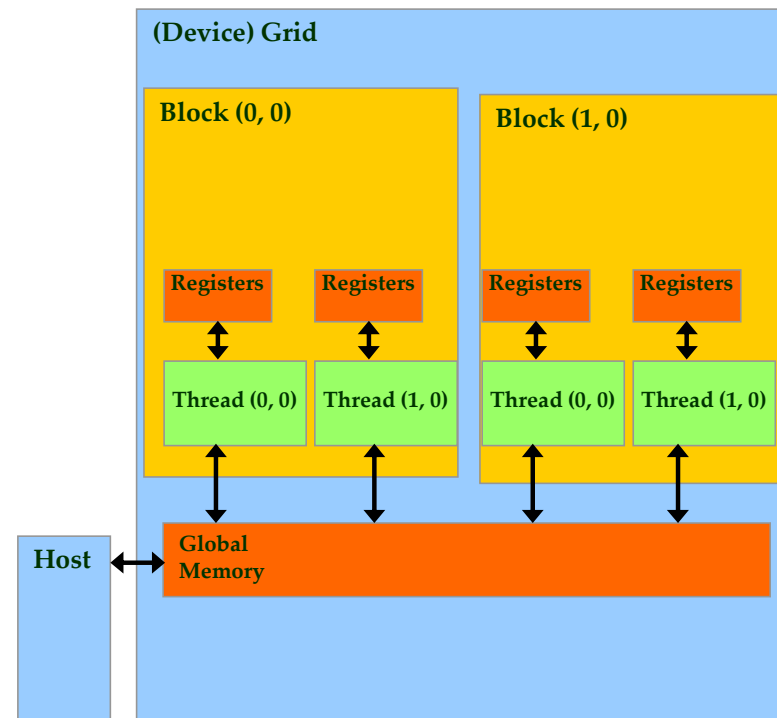 (Device) Grid
Block (0, 0)
Block (1, 0)
Registers
Registers
Registers
Registers
Thread (0, 0)
Thread (1, 0)
Thread (0, 0)
Thread (1, 0)
Global
Memory
Host